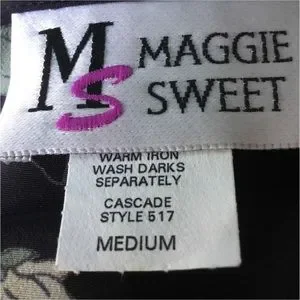 MS MAGGIE
SWEET
WARM IRON
WASH DARKS
SEPARATELY
CASCADE
STYLE 517
MEDIUM